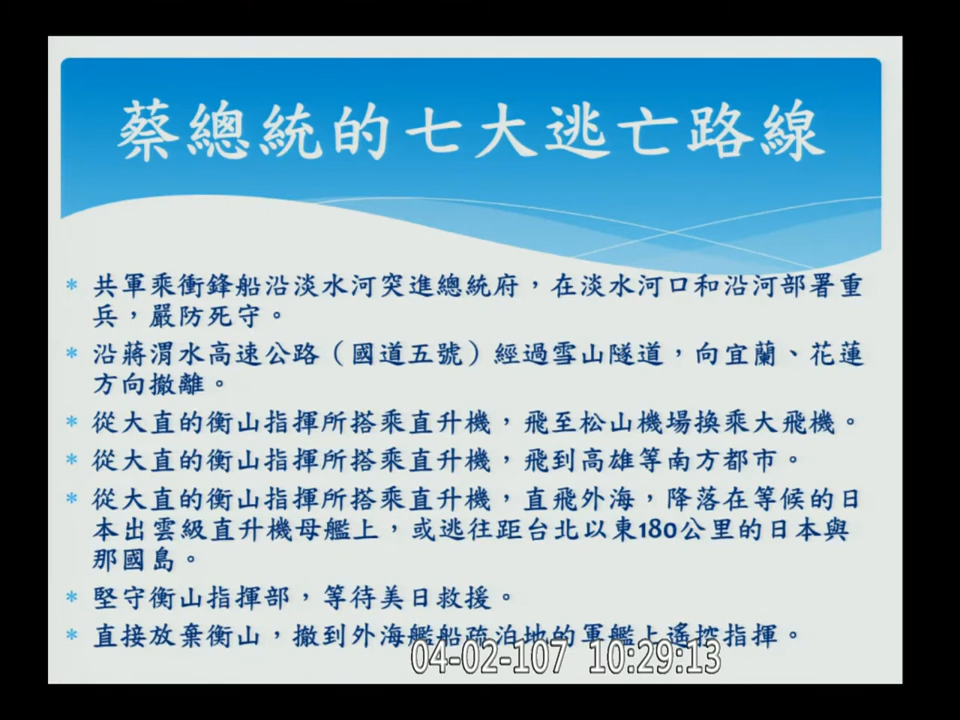 蔡總統的七大逃亡路線
* 共軍乘衝鋒船沿淡水河突進總統府，在淡水河口和沿河部署重
兵，嚴防死守。
* 沿蔣渭水高速公路（國道五號）經過雪山隧道，向宜蘭、花蓮
方向撤離。
* 從大直的衡山指揮所搭乘直升機，飛至松山機場換乘大飛機。
* 從大直的衡山指揮所搭乘直升機，飛到高雄等南方都市。
* 從大直的衡山指揮所搭乘直升機，直飛外海，降落在等候的日
本出雲級直升機母艦上，或逃往距台北以東180公里的日本與
那國島。
* 堅守衡山指揮部，等待美日救援。
* 直接放棄衡山，撤到外海艦船疏泊地的軍艦上遙控指揮。
04-02-107 10:29:13